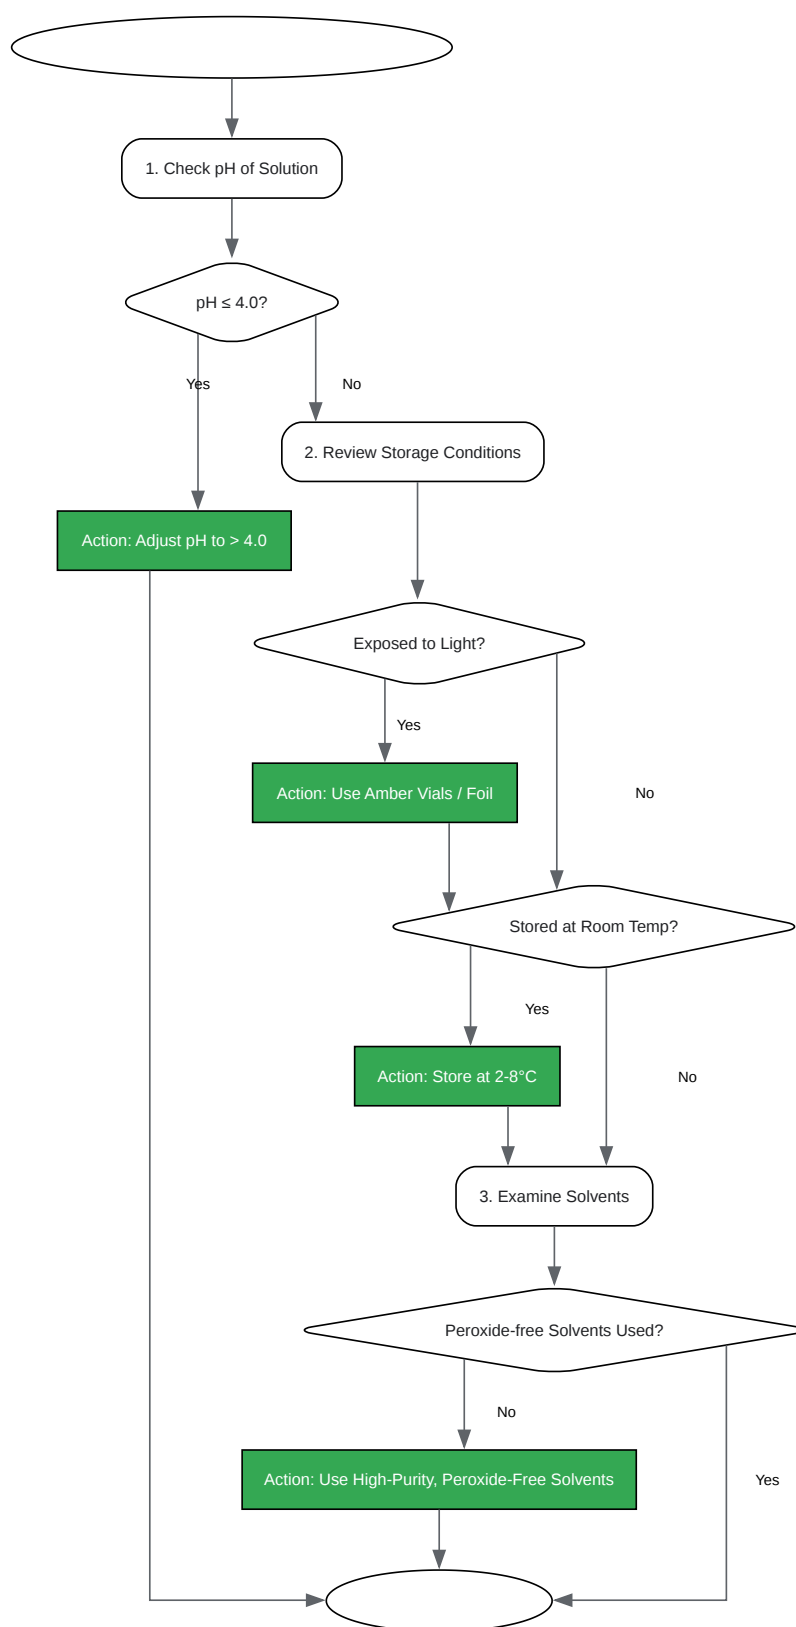 1. Check pH of Solution
pH ≤ 4.0?
Yes
No
2. Review Storage Conditions
Action: Adjust pH to > 4.0
Exposed to Light?
Yes
Action: Use Amber Vials / Foil
No
Stored at Room Temp?
Yes
Action: Store at 2-8°C
No
3. Examine Solvents
Peroxide-free Solvents Used?
No
Action: Use High-Purity, Peroxide-Free Solvents
Yes